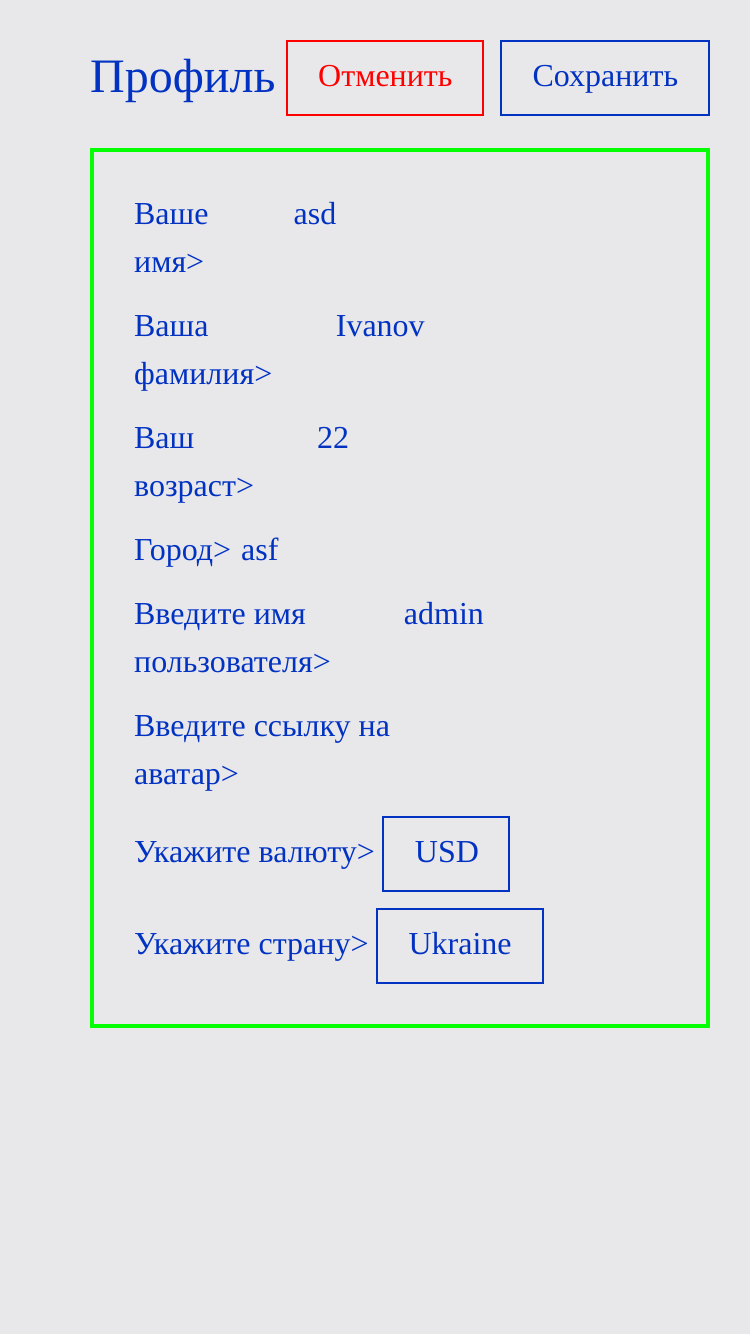 Профиль Отменить Сохранить
Ваше asd
имя>
Ваша Ivanov
фамилия>
Ваш 22
возраст>
Город> asf
Введите имя admin
пользователя>
Введите ссылку на
аватар>
Укажите валюту> USD
Укажите страну> Ukraine